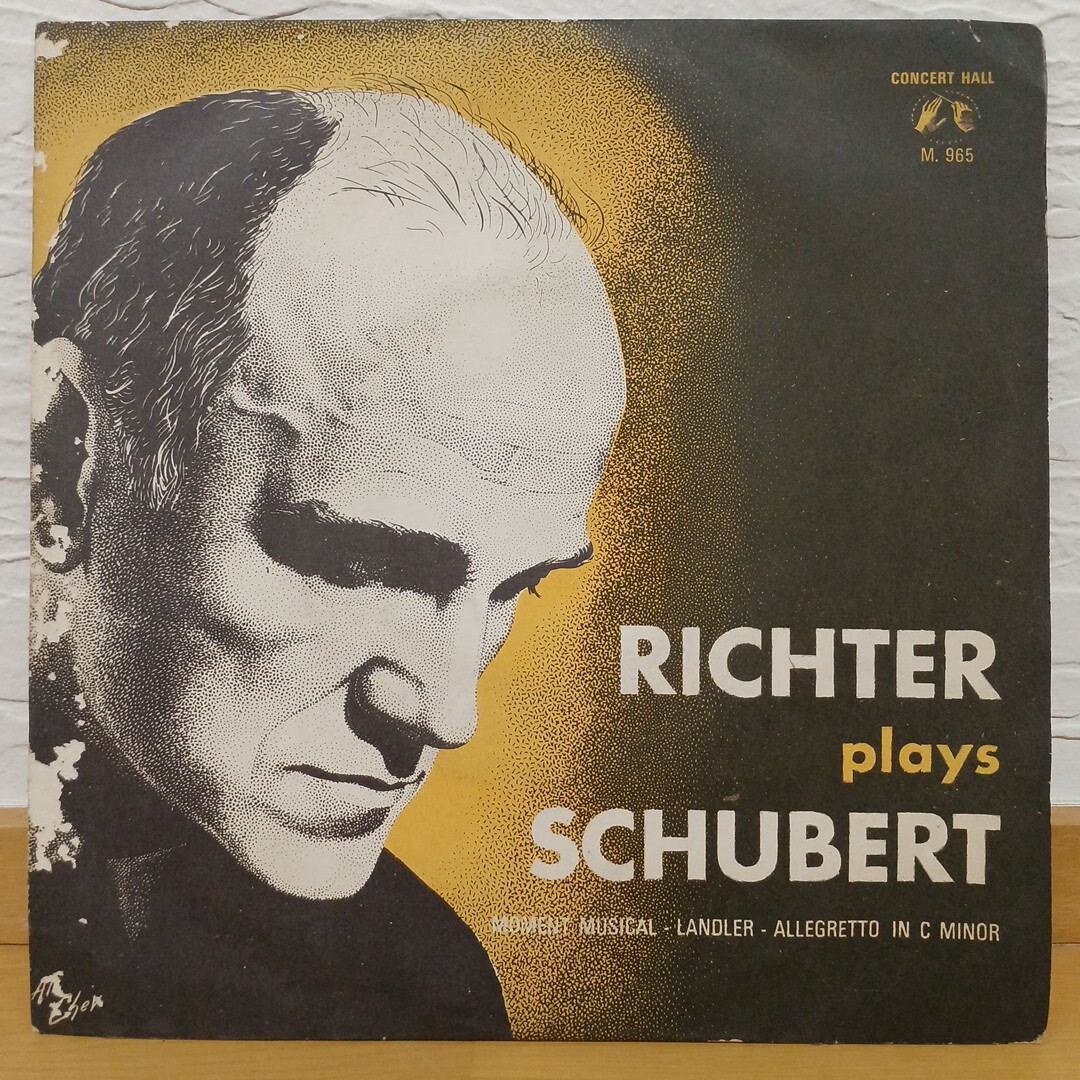 CONCERT HALL
M. 965
RICHTER
plays
SCHUBERT
MOMENT MUSICAL - LANDLER - ALLEGRETTO IN C MINOR